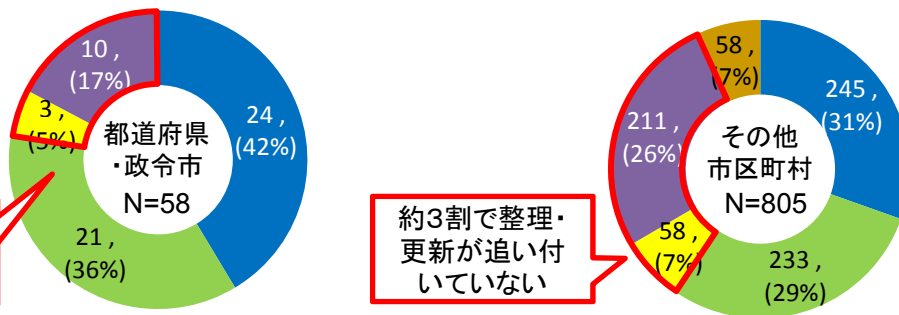 10 ,
(17%)
3 ,
(5%)
24 ,
(42%)
都道府県
・政令市
N=58
21 ,
(36%)
58 ,
(7%)
245 ,
(31%)
211 ,
(26%)
その他
市区町村
N=805
約3割で整理・
更新が追い付
いていない
58 ,
(7%)
233 ,
(29%)